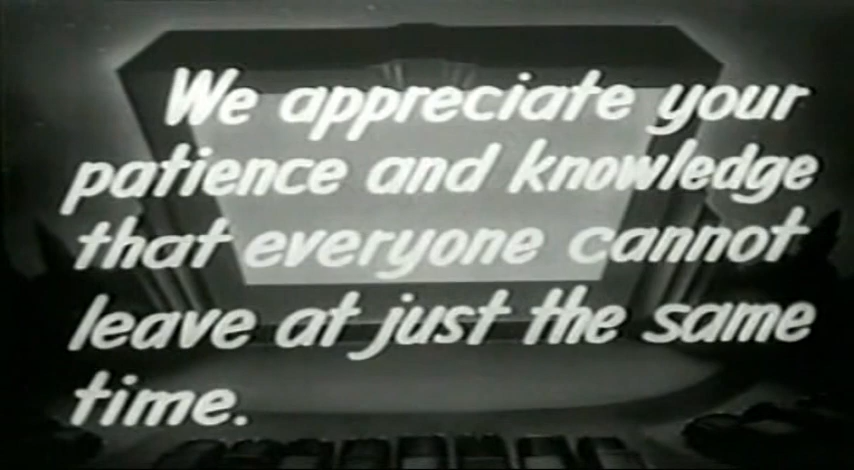 We appreciate your
patience and knowledge
that everyone cannot
leave at just the same
time.